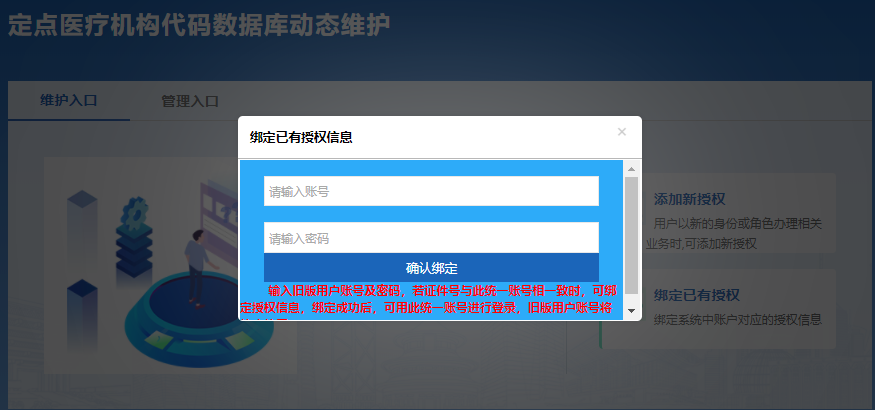 定点医疗机构代码数据库动态维护
维护入口
管理入口
绑定已有授权信息
×
请输入账号
请输入密码
确认绑定
输入旧版用户账号及密码，若证件号与此统一账号相一致时，可绑
定授权信息，绑定成功后，可用此统一账号进行登录，旧版用户账号将
添加新授权
用户以新的身份或角色办理相关
业务时,可添加新授权
绑定已有授权
绑定系统中账户对应的授权信息